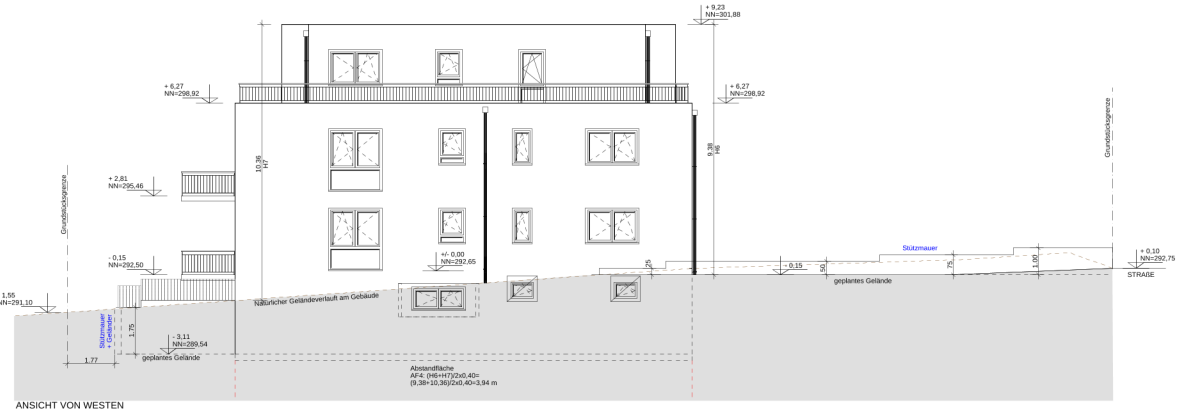 + 9,23
NN=301,88
+ 6,27
NN=298,92
+ 6,27
NN=298,92
10,36
H7
9,38
H6
Grundstücksgrenze
Grundstücksgrenze
+ 2,81
NN=295,46
- 0,15
NN=292,50
+/- 0,00
NN=292,65
Stützmauer
,25
- 0,15
,50
,75
1,00
+ 0,10
NN=292,75
STRAßE
geplantes Gelände
1,55
NN=291,10
Natürlicher Geländeverlauft am Gebäude
Stützmauer
+ Geländer
1,75
- 3,11
NN=289,54
geplantes Gelände
1,77
Abstandfläche
AF4: (H6+H7)/2x0,40=
(9,38+10,36)/2x0,40=3,94 m
ANSICHT VON WESTEN